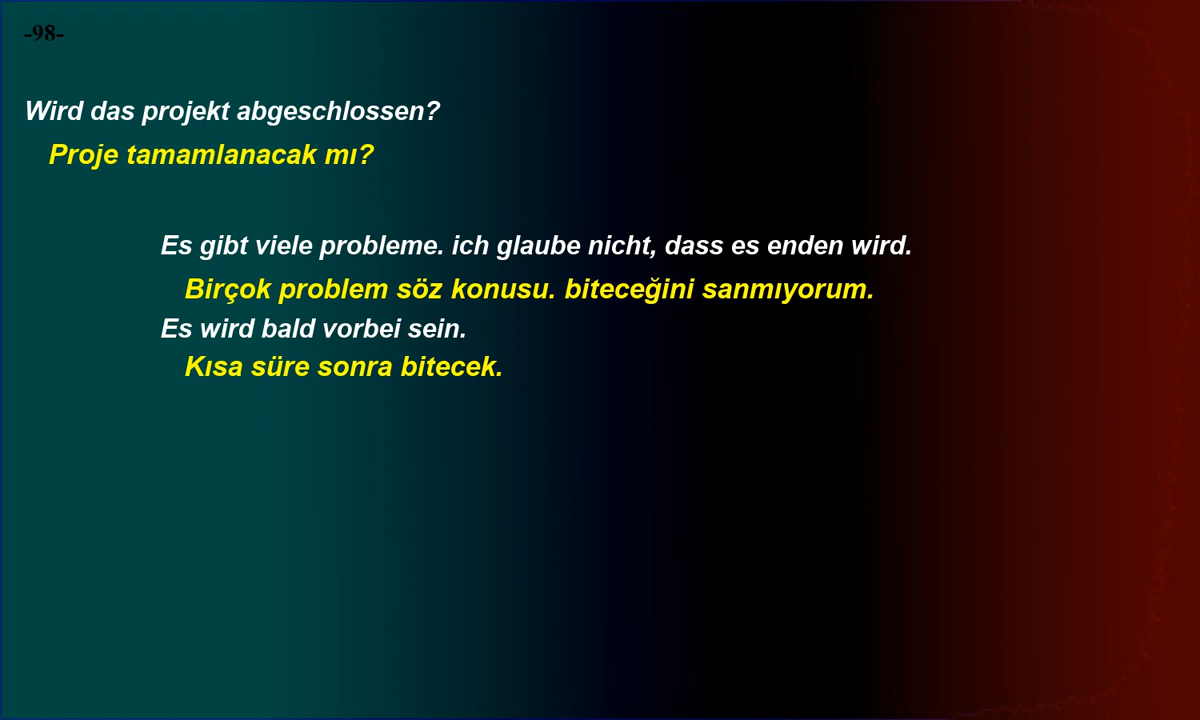 -98-
Wird das projekt abgeschlossen?
Proje tamamlanacak mı?
Es gibt viele probleme. ich glaube nicht, dass es enden wird.
Birçok problem söz konusu. biteceğini sanmıyorum.
Es wird bald vorbei sein.
Kısa süre sonra bitecek.